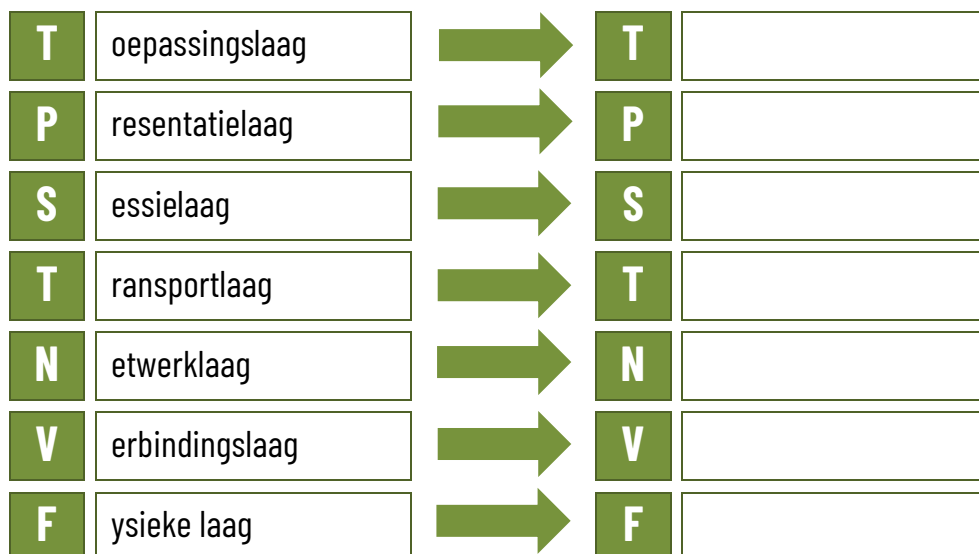 T oepassingslaag T
P resentatielaag P
S essielaag S
T ransportlaag T
N etwerklaag N
V erbindingslaag V
F ysieke laag F